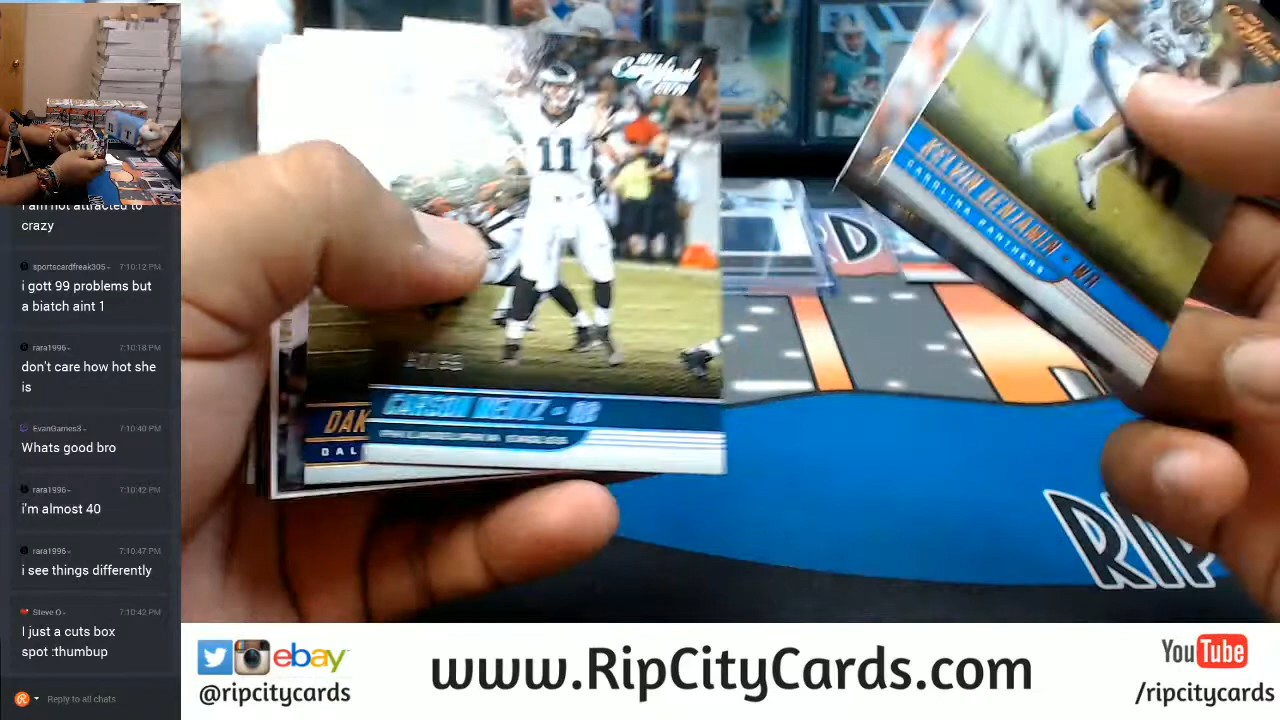 I am not attracted to
crazy
sportscardfreak305
7:10:12 PM
i gott 99 problems but
a biatch aint 1
rara1996
7:10:18 PM
don't care how hot she
is
EvanGames3
7:10:40 PM
Whats good bro
rara1996
7:10:42 PM
i'm almost 40
rara1996
7:10:47 PM
i see things differently
Steve O
7:10:42 PM
I just a cuts box
spot :thumbup
Reply to all chats
Certified
11
CARSON WENTZ - QB
PHILADELPHIA EAGLES
DAK
DAL
KELVIN BENJAMIN - WR
CAROLINA PANTHERS
D
RIP
ebay
@ripcitycards
www.RipCityCards.com
YouTube
/ripcitycards